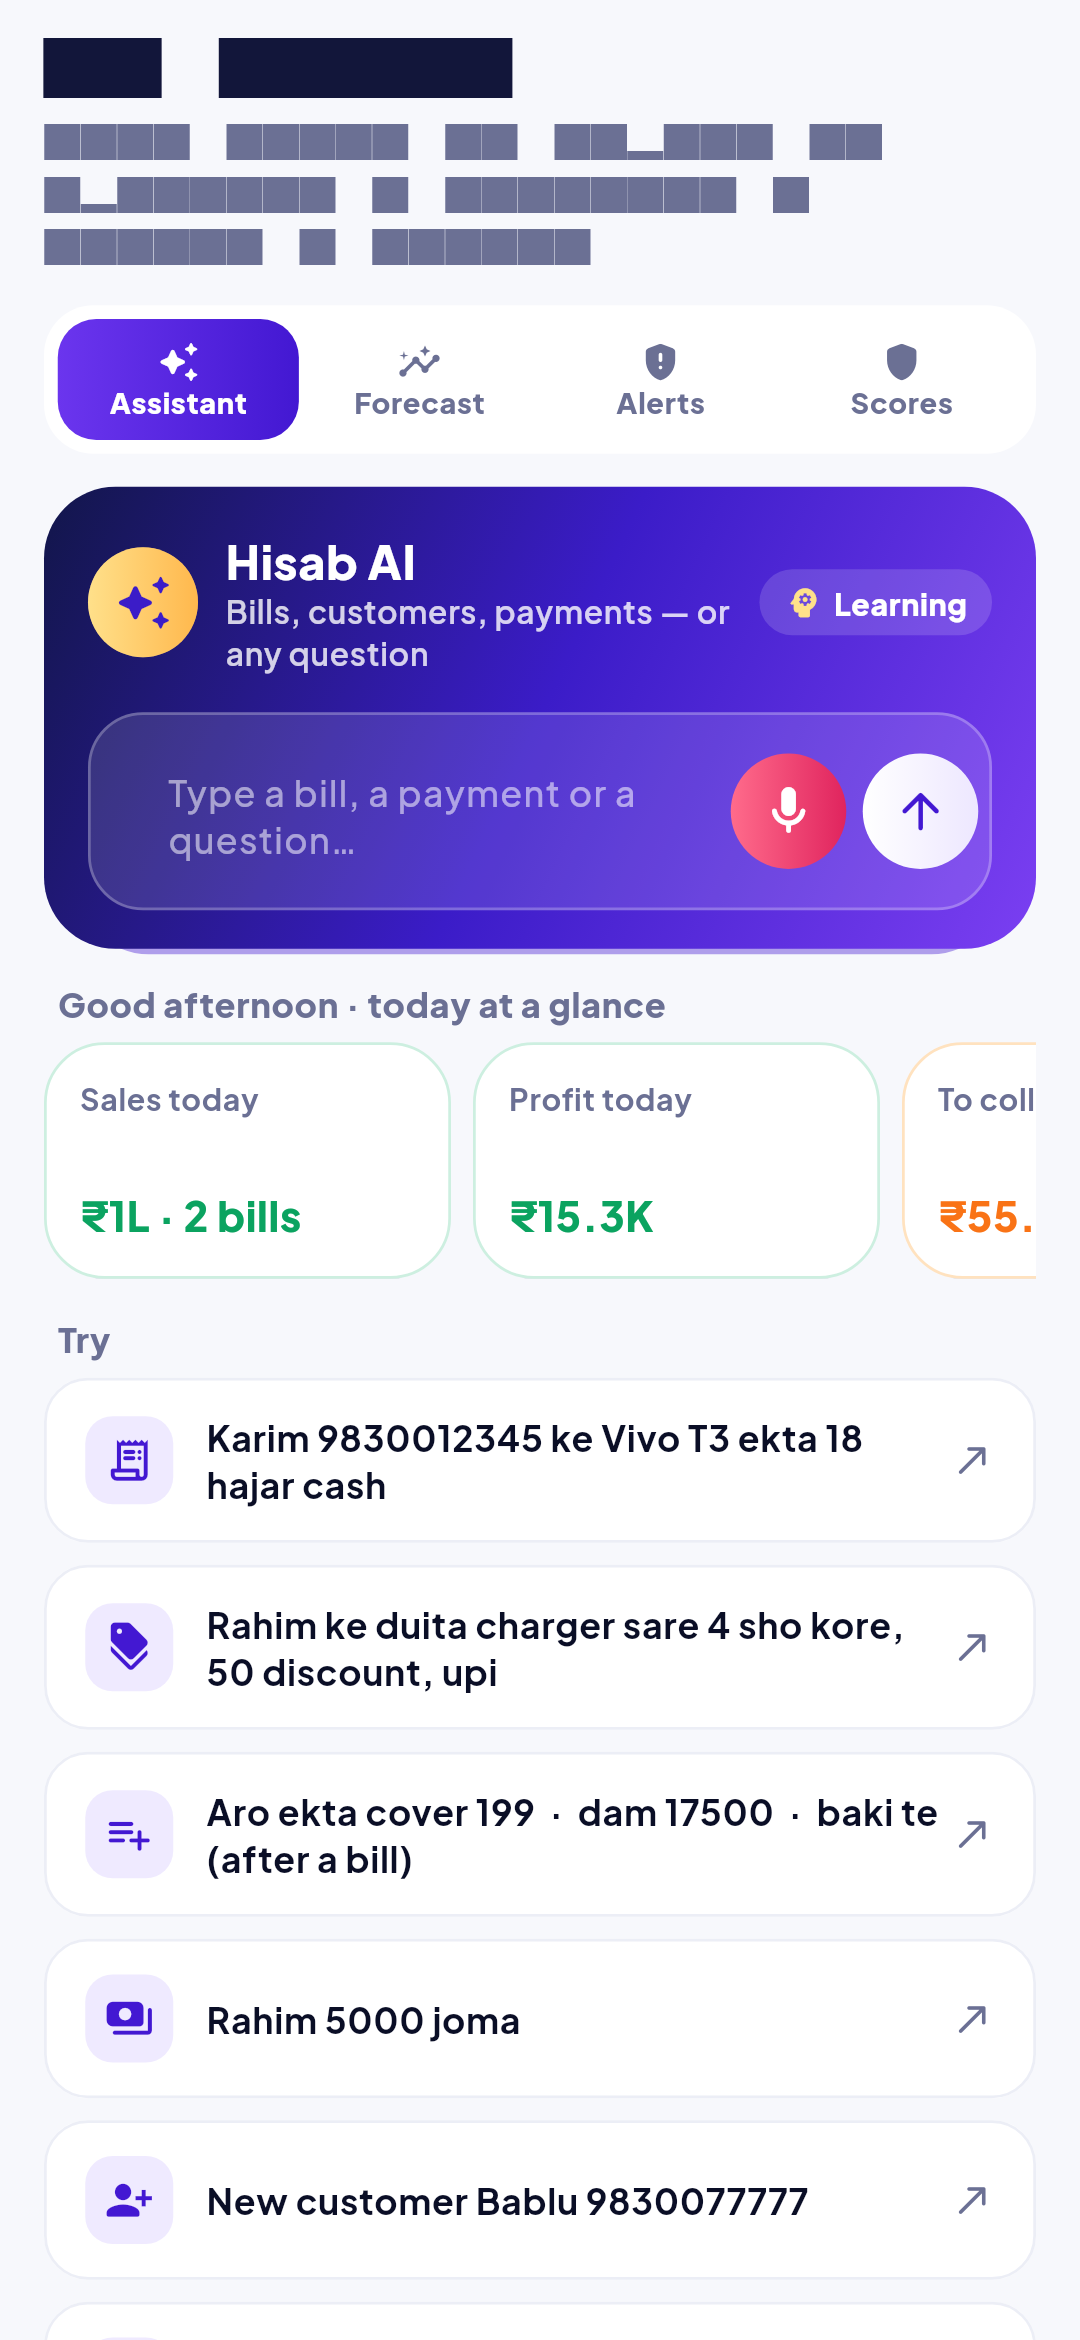 Assistant
Forecast
Alerts
Scores
Hisab AI
Bills, customers, payments — or
any question
Learning
Type a bill, a payment or a
question…
Good afternoon · today at a glance
Sales today
Profit today
To coll
₹1L · 2 bills
₹15.3K
₹55.
Try
Karim 9830012345 ke Vivo T3 ekta 18
hajar cash
Rahim ke duita charger sare 4 sho kore,
50 discount, upi
Aro ekta cover 199 · dam 17500 · baki te
(after a bill)
Rahim 5000 joma
New customer Bablu 9830077777